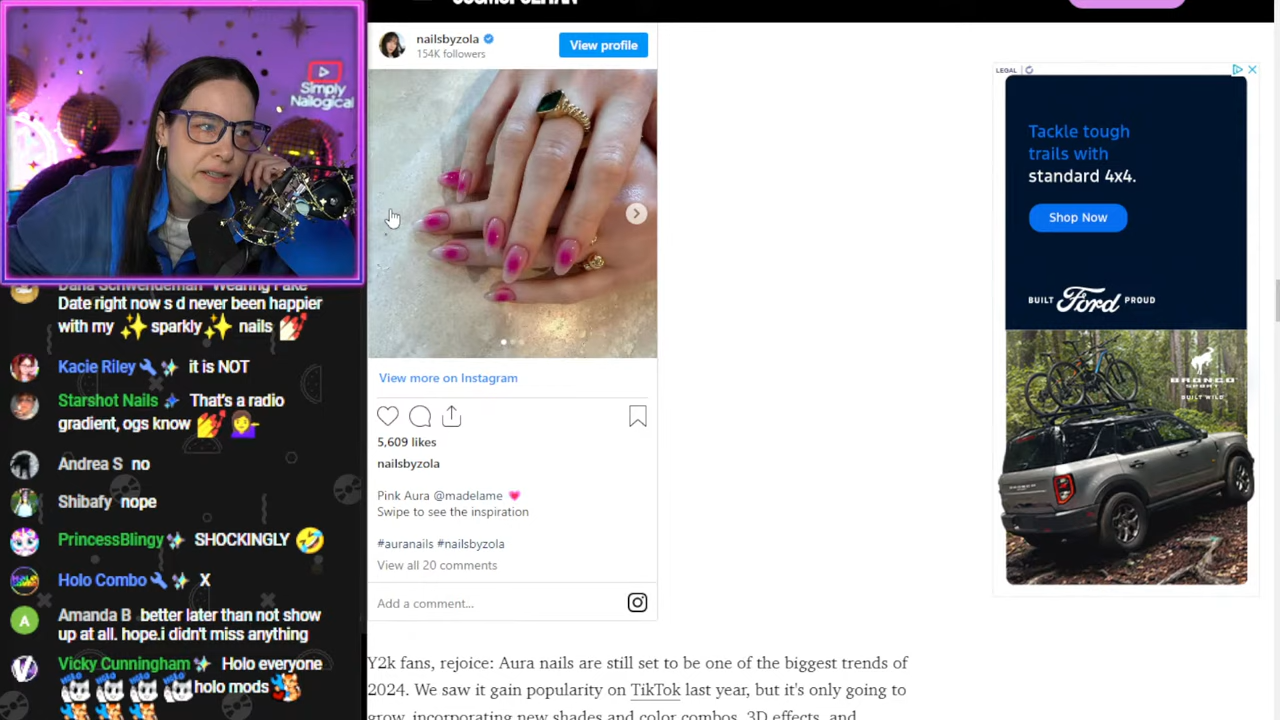 COSMOPOLITAN
Simply
Nailogical
Dana Schwendeman Wearing Fake
Date right now s d never been happier
with my ✨ sparkly ✨ nails 💅
Kacie Riley it is NOT
Starshot Nails That's a radio
gradient, ogs know 💅 💁‍♀️
Andrea S no
Shibafy nope
PrincessBlingy SHOCKINGLY 🤣
Holo Combo X
Amanda B better later than not show
up at all. hope.i didn't miss anything
Vicky Cunningham Holo everyone
holo mods
nailsbyzola
154K followers
View profile
View more on Instagram
5,609 likes
nailsbyzola
Pink Aura @madelame 💗
Swipe to see the inspiration
#auranails #nailsbyzola
View all 20 comments
Add a comment...
Y2k fans, rejoice: Aura nails are still set to be one of the biggest trends of
2024. We saw it gain popularity on TikTok last year, but it's only going to
grow, incorporating new shades and color combos, 3D effects, and
LEGAL
Tackle tough
trails with
standard 4x4.
Shop Now
BUILT Ford PROUD
BRONCO
SPORT
BUILT WILD